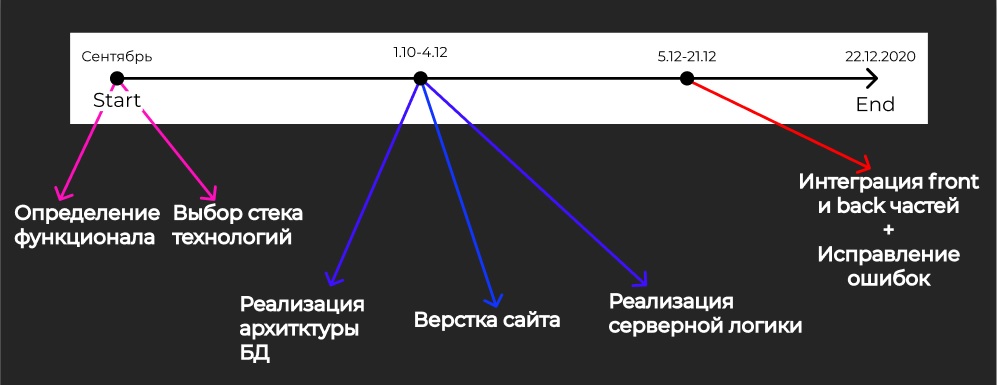 Сентябрь
1.10-4.12
5.12-21.12
22.12.2020
Start
End
Определение
функционала
Выбор стека
технологий
Реализация
архитктуры
БД
Верстка сайта
Реализация
серверной логики
Интеграция front
и back частей
+
Исправление
ошибок